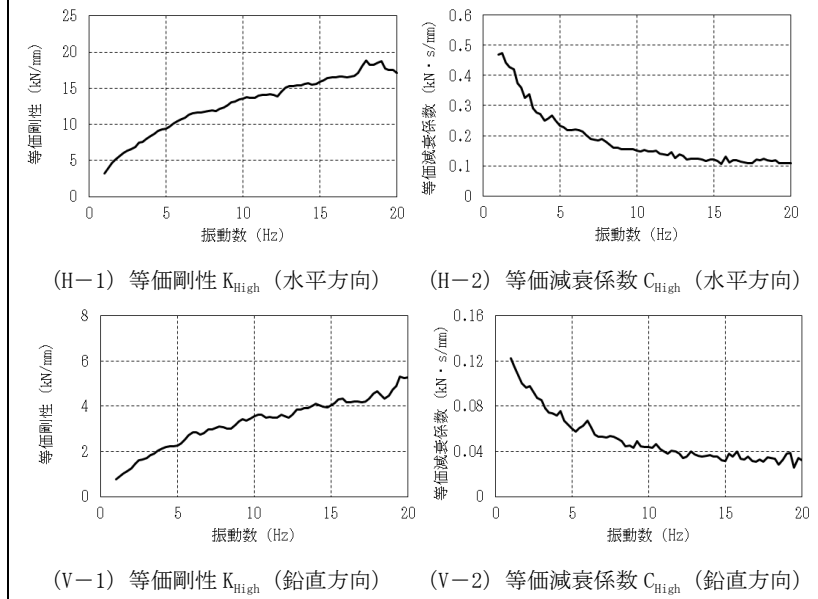 等価剛性 (kN/mm)
25
20
15
10
5
0
0 5 10 15 20
振動数 (Hz)
等価減衰係数 (kN・s/mm)
0.6
0.5
0.4
0.3
0.2
0.1
0
0 5 10 15 20
振動数 (Hz)
(H-1) 等価剛性 K_High (水平方向)
(H-2) 等価減衰係数 C_High (水平方向)
等価剛性 (kN/mm)
8
6
4
2
0
0 5 10 15 20
振動数 (Hz)
等価減衰係数 (kN・s/mm)
0.16
0.12
0.08
0.04
0
0 5 10 15 20
振動数 (Hz)
(V-1) 等価剛性 K_High (鉛直方向)
(V-2) 等価減衰係数 C_High (鉛直方向)